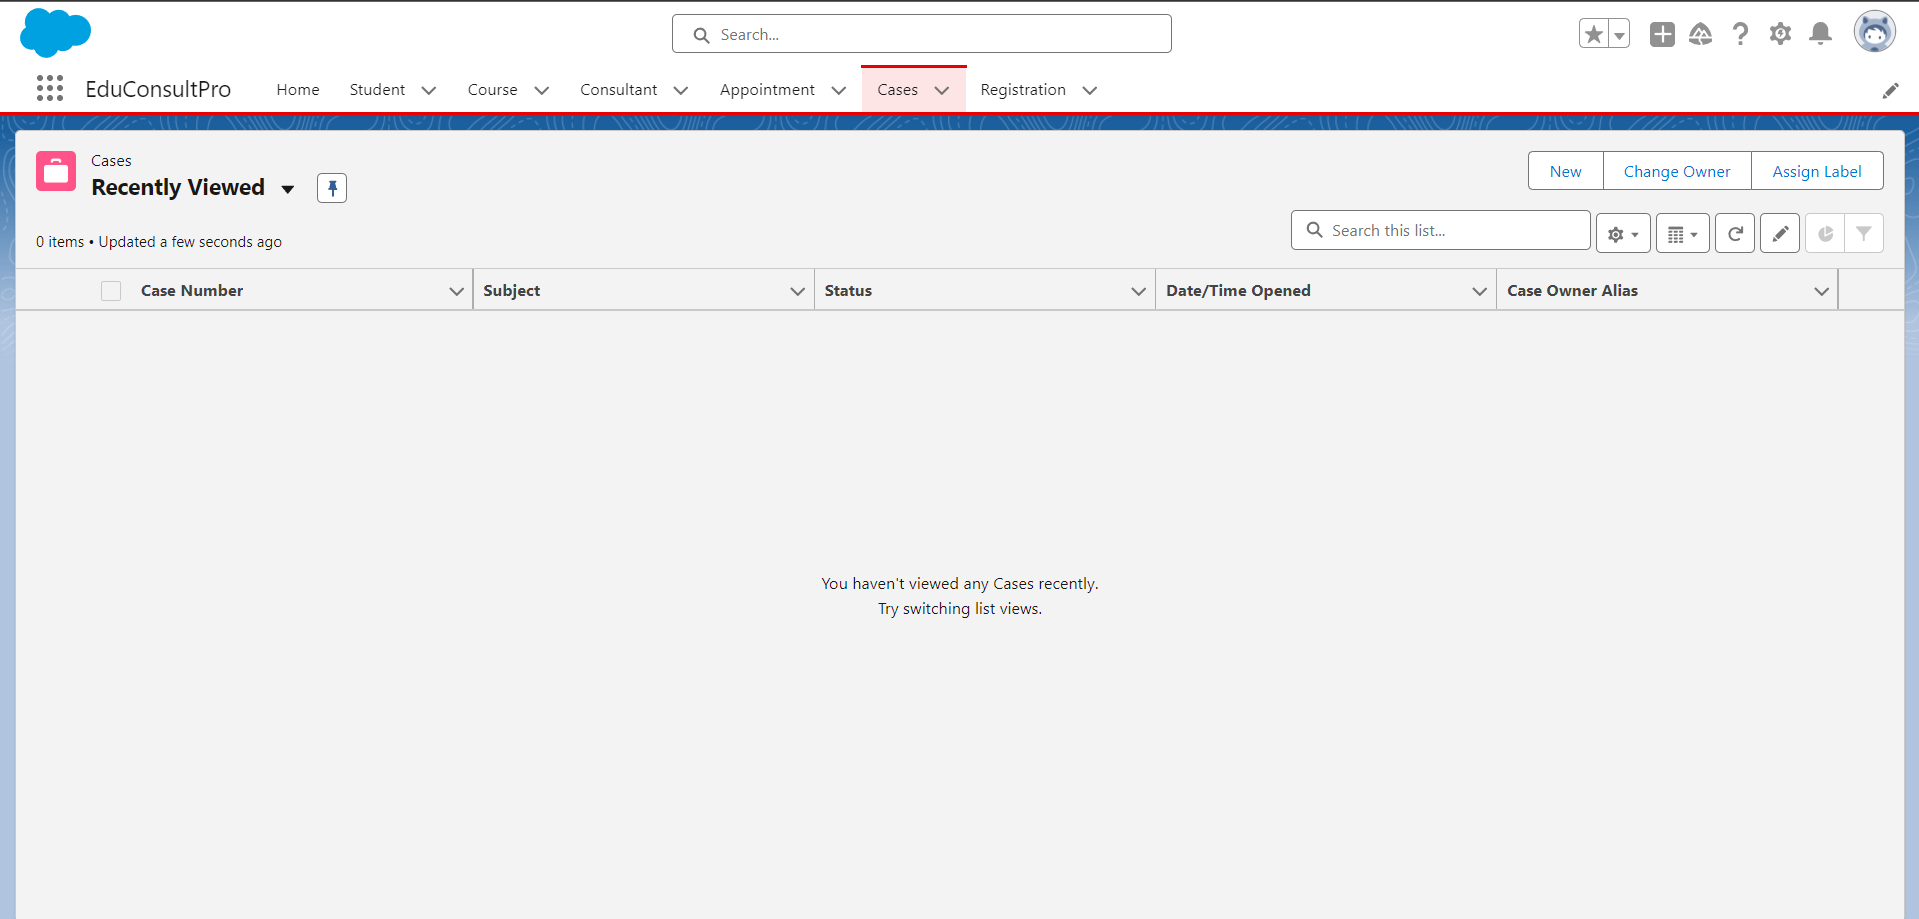 Search...
EduConsultPro
Home
Student
Course
Consultant
Appointment
Cases
Registration
Cases
Recently Viewed
New
Change Owner
Assign Label
0 items • Updated a few seconds ago
Search this list...
Case Number
Subject
Status
Date/Time Opened
Case Owner Alias
You haven't viewed any Cases recently.
Try switching list views.